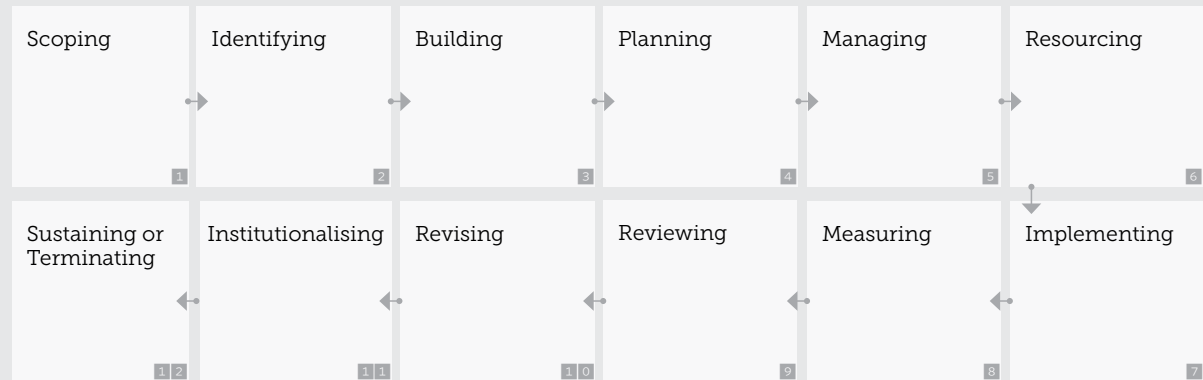 Scoping
1
Identifying
2
Building
3
Planning
4
Managing
5
Resourcing
6
Implementing
7
Measuring
8
Reviewing
9
Revising
10
Institutionalising
11
Sustaining or
Terminating
12